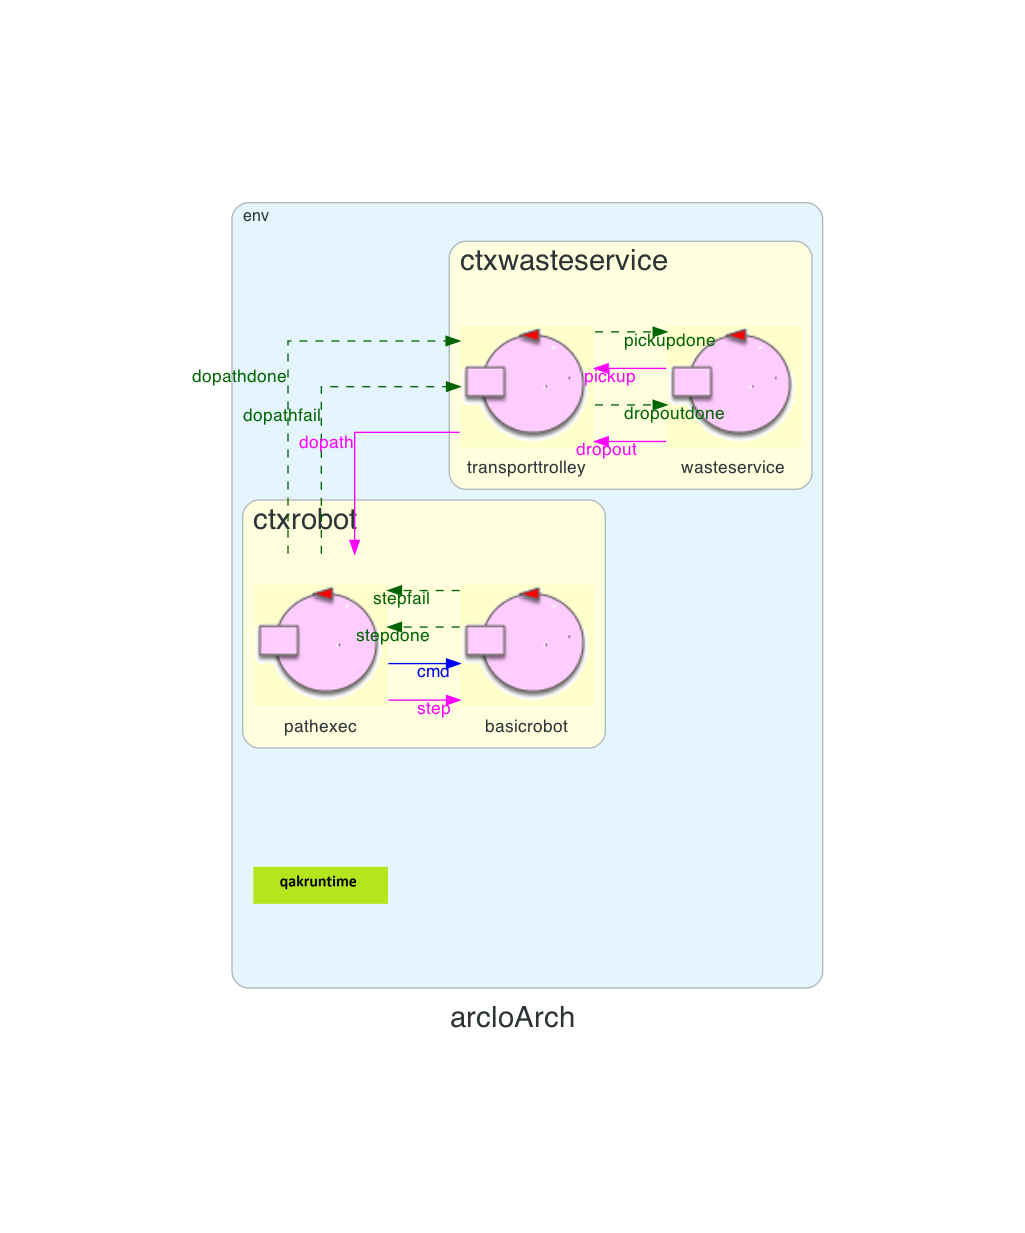 env
ctxwasteservice
pickupdone
dopathdone
pickup
dopathfail
dropoutdone
dopath
dropout
transporttrolley
wasteservice
ctxrobot
stepfail
stepdone
cmd
step
pathexec
basicrobot
qakruntime
arcloArch